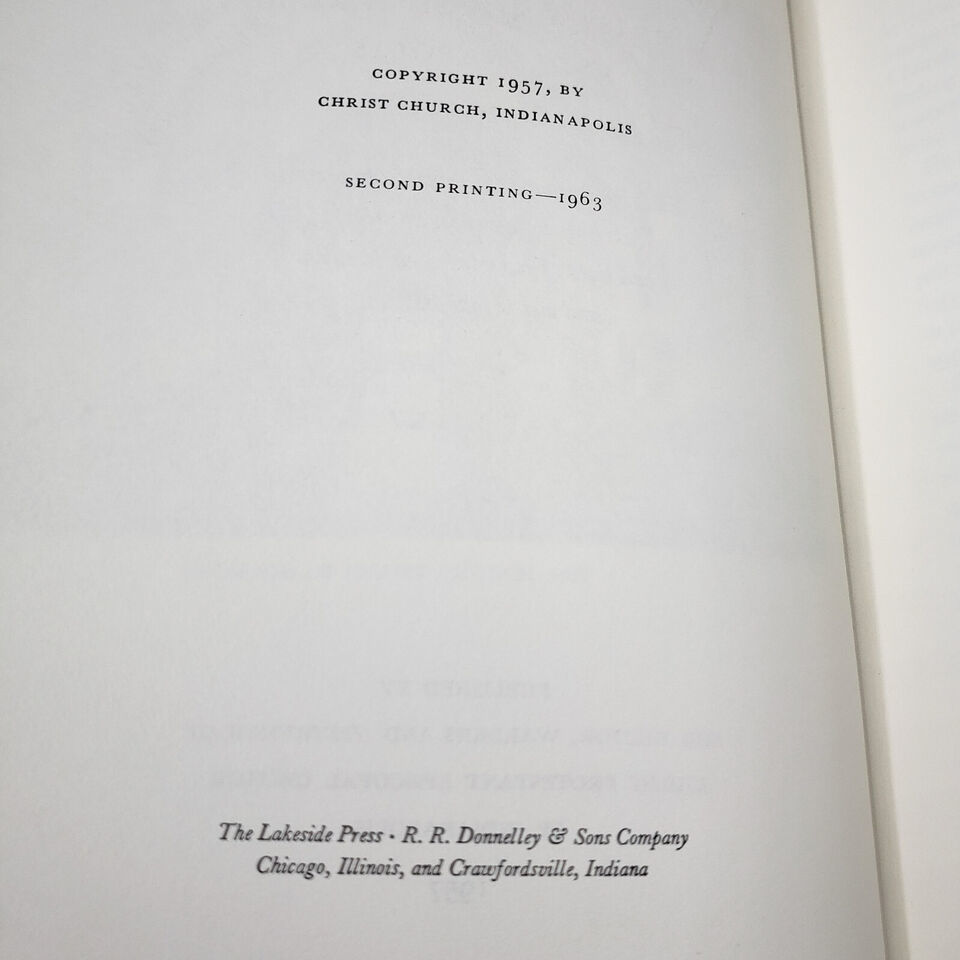 COPYRIGHT 1957, BY
CHRIST CHURCH, INDIANAPOLIS
SECOND PRINTING—1963
The Lakeside Press · R. R. Donnelley & Sons Company
Chicago, Illinois, and Crawfordsville, Indiana